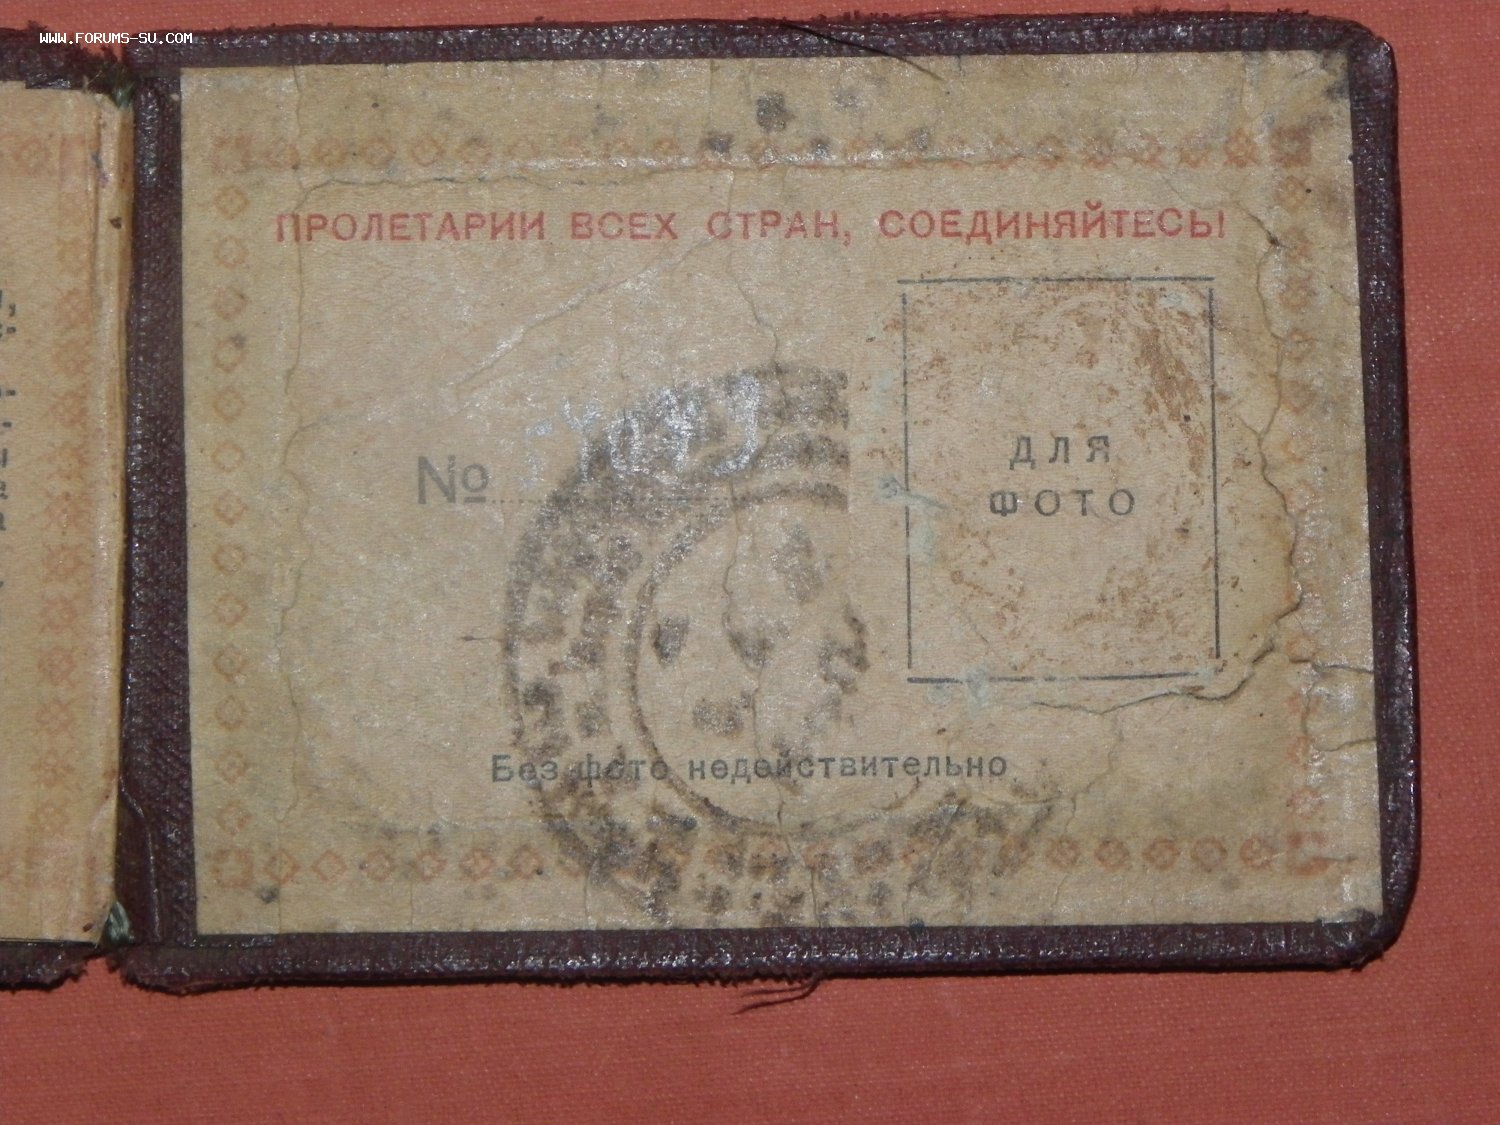 WWW.FORUMS-SU.COM
ПРОЛЕТАРИИ ВСЕХ СТРАН, СОЕДИНЯЙТЕСЬ!
ДЛЯ
ФОТО
№
Без фото недействительно